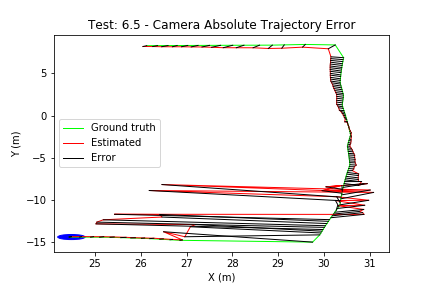 Test: 6.5 - Camera Absolute Trajectory Error
Y (m)
5
0
−5
−10
−15
Ground truth
Estimated
Error
25 26 27 28 29 30 31
X (m)